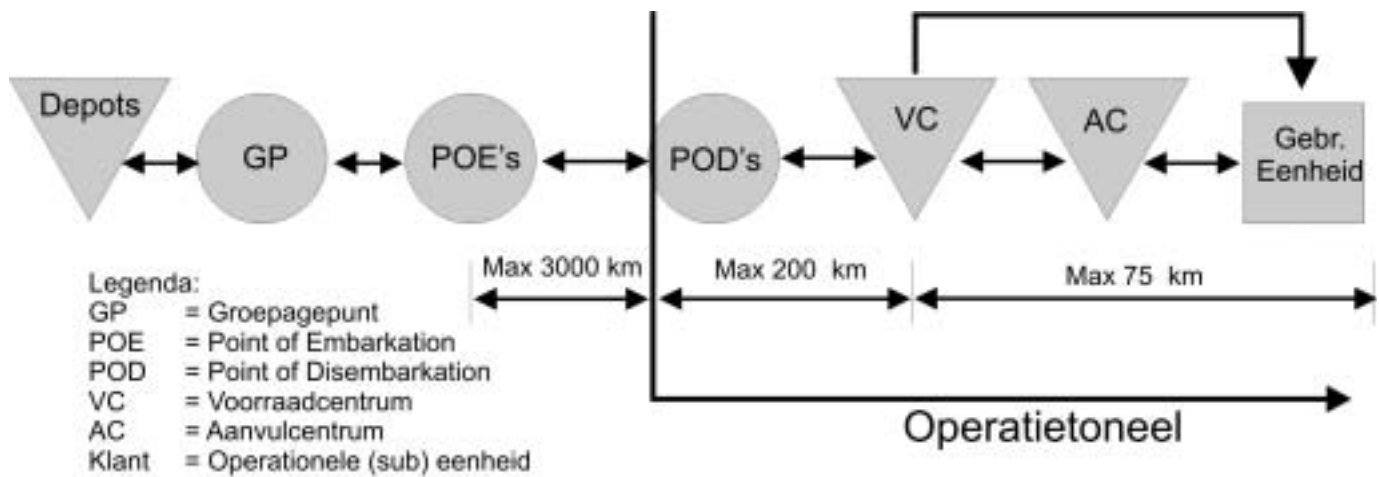 Depots
GP
POE's
POD's
VC
AC
Gebr.
Eenheid
Max 3000 km
Max 200 km
Max 75 km
Legenda:
GP = Groepagepunt
POE = Point of Embarkation
POD = Point of Disembarkation
VC = Voorraadcentrum
AC = Aanvulcentrum
Klant = Operationele (sub) eenheid
Operatietoneel